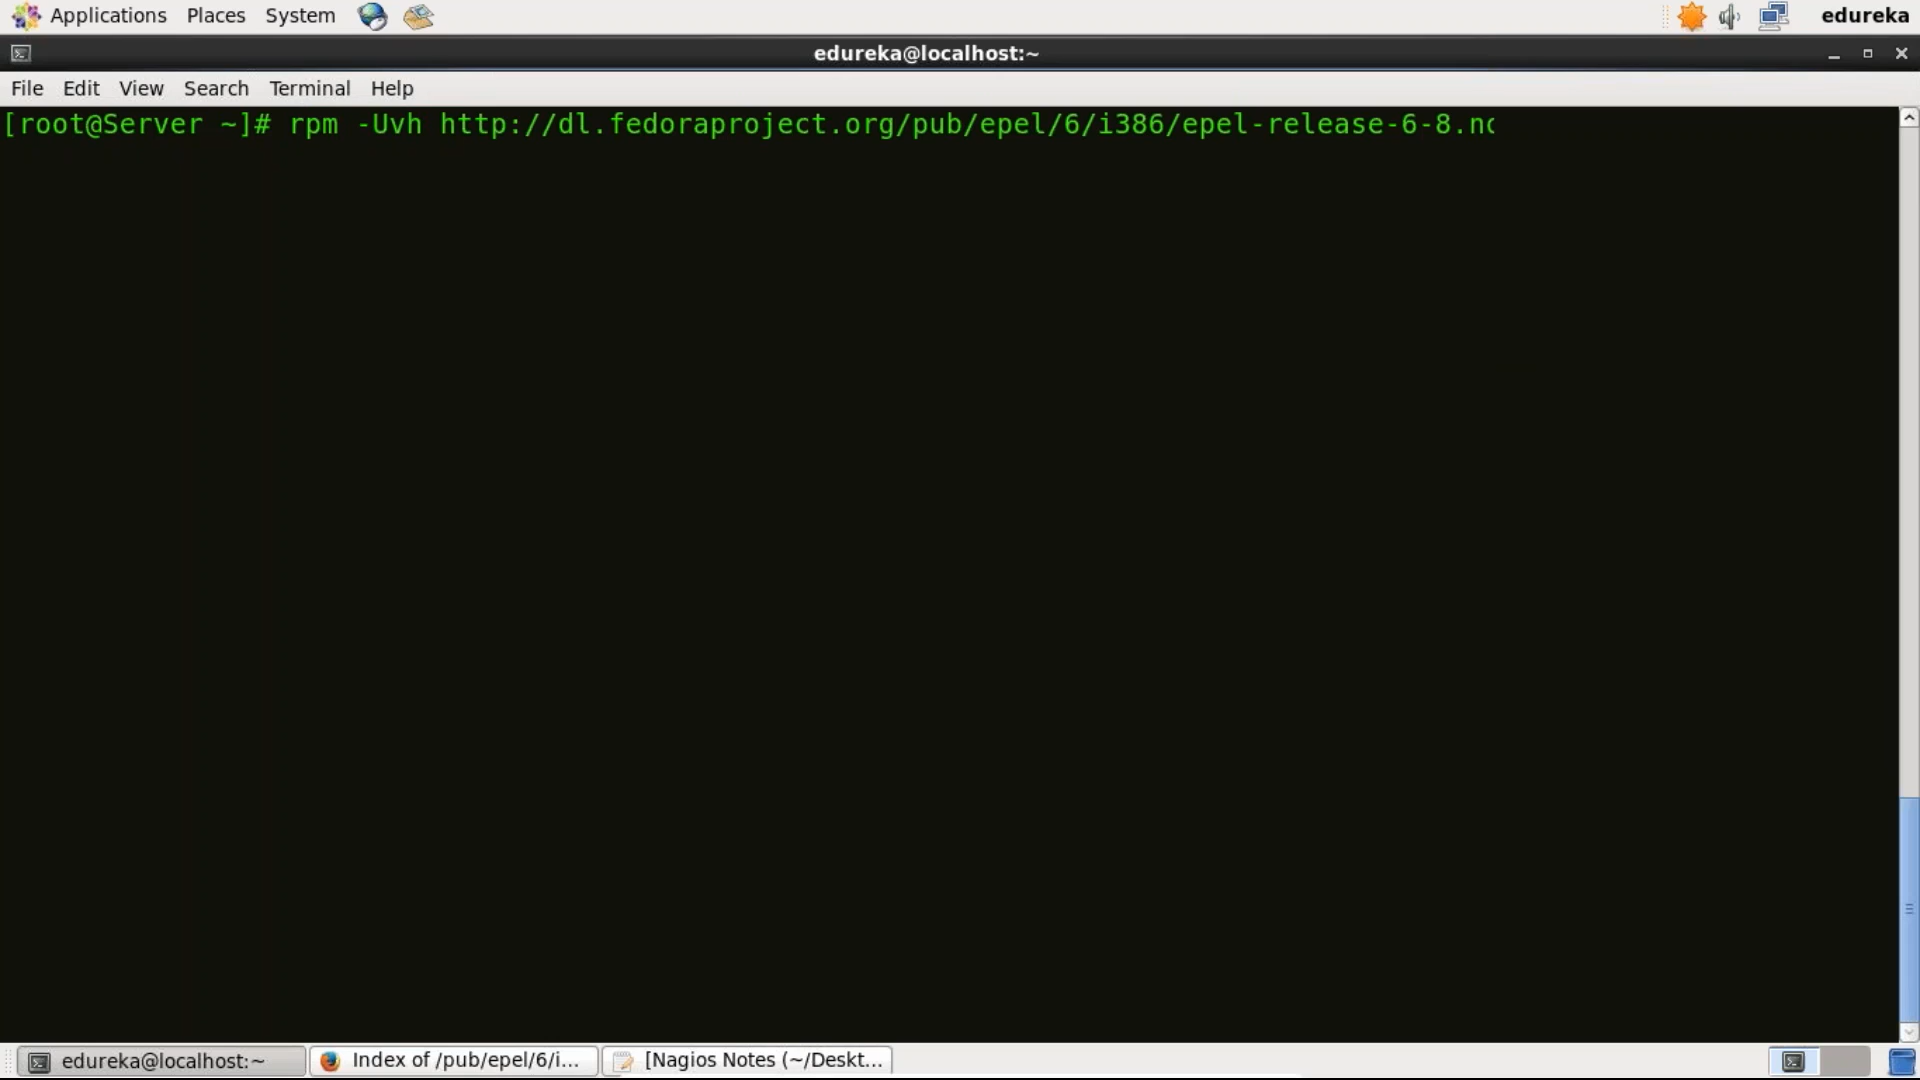 Applications Places System edureka
edureka@localhost:~
File Edit View Search Terminal Help
[root@Server ~]# rpm -Uvh http://dl.fedoraproject.org/pub/epel/6/i386/epel-release-6-8.no
edureka@localhost:~ Index of /pub/epel/6/i... [Nagios Notes (~/Deskt...